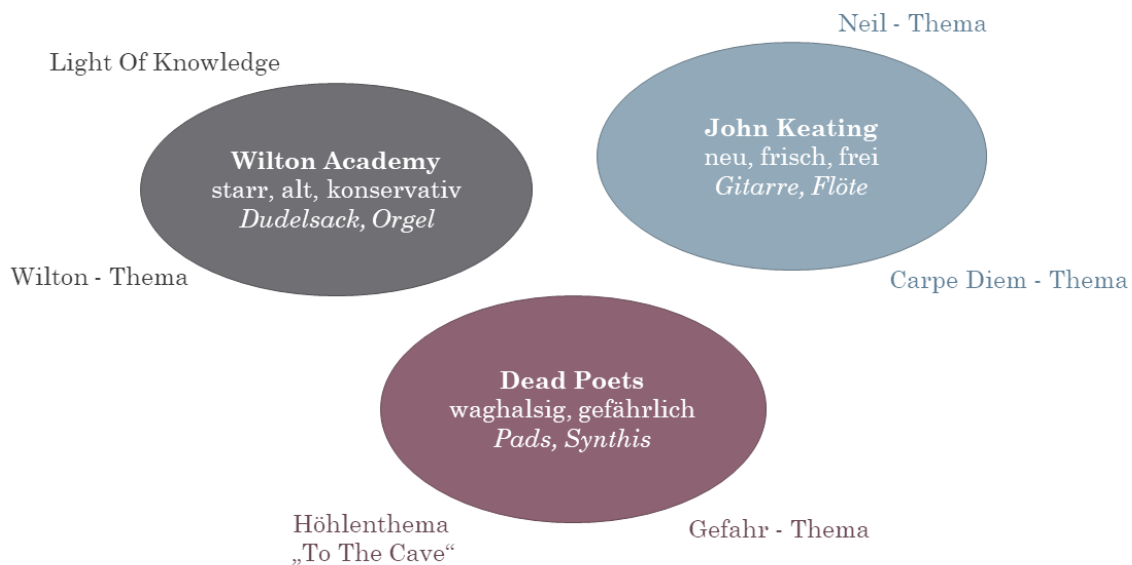 Neil - Thema
Light Of Knowledge
John Keating
neu, frisch, frei
Gitarre, Flöte
Wilton Academy
starr, alt, konservativ
Dudelsack, Orgel
Wilton - Thema
Carpe Diem - Thema
Dead Poets
waghalsig, gefährlich
Pads, Synthis
Höhlenthema
„To The Cave“
Gefahr - Thema